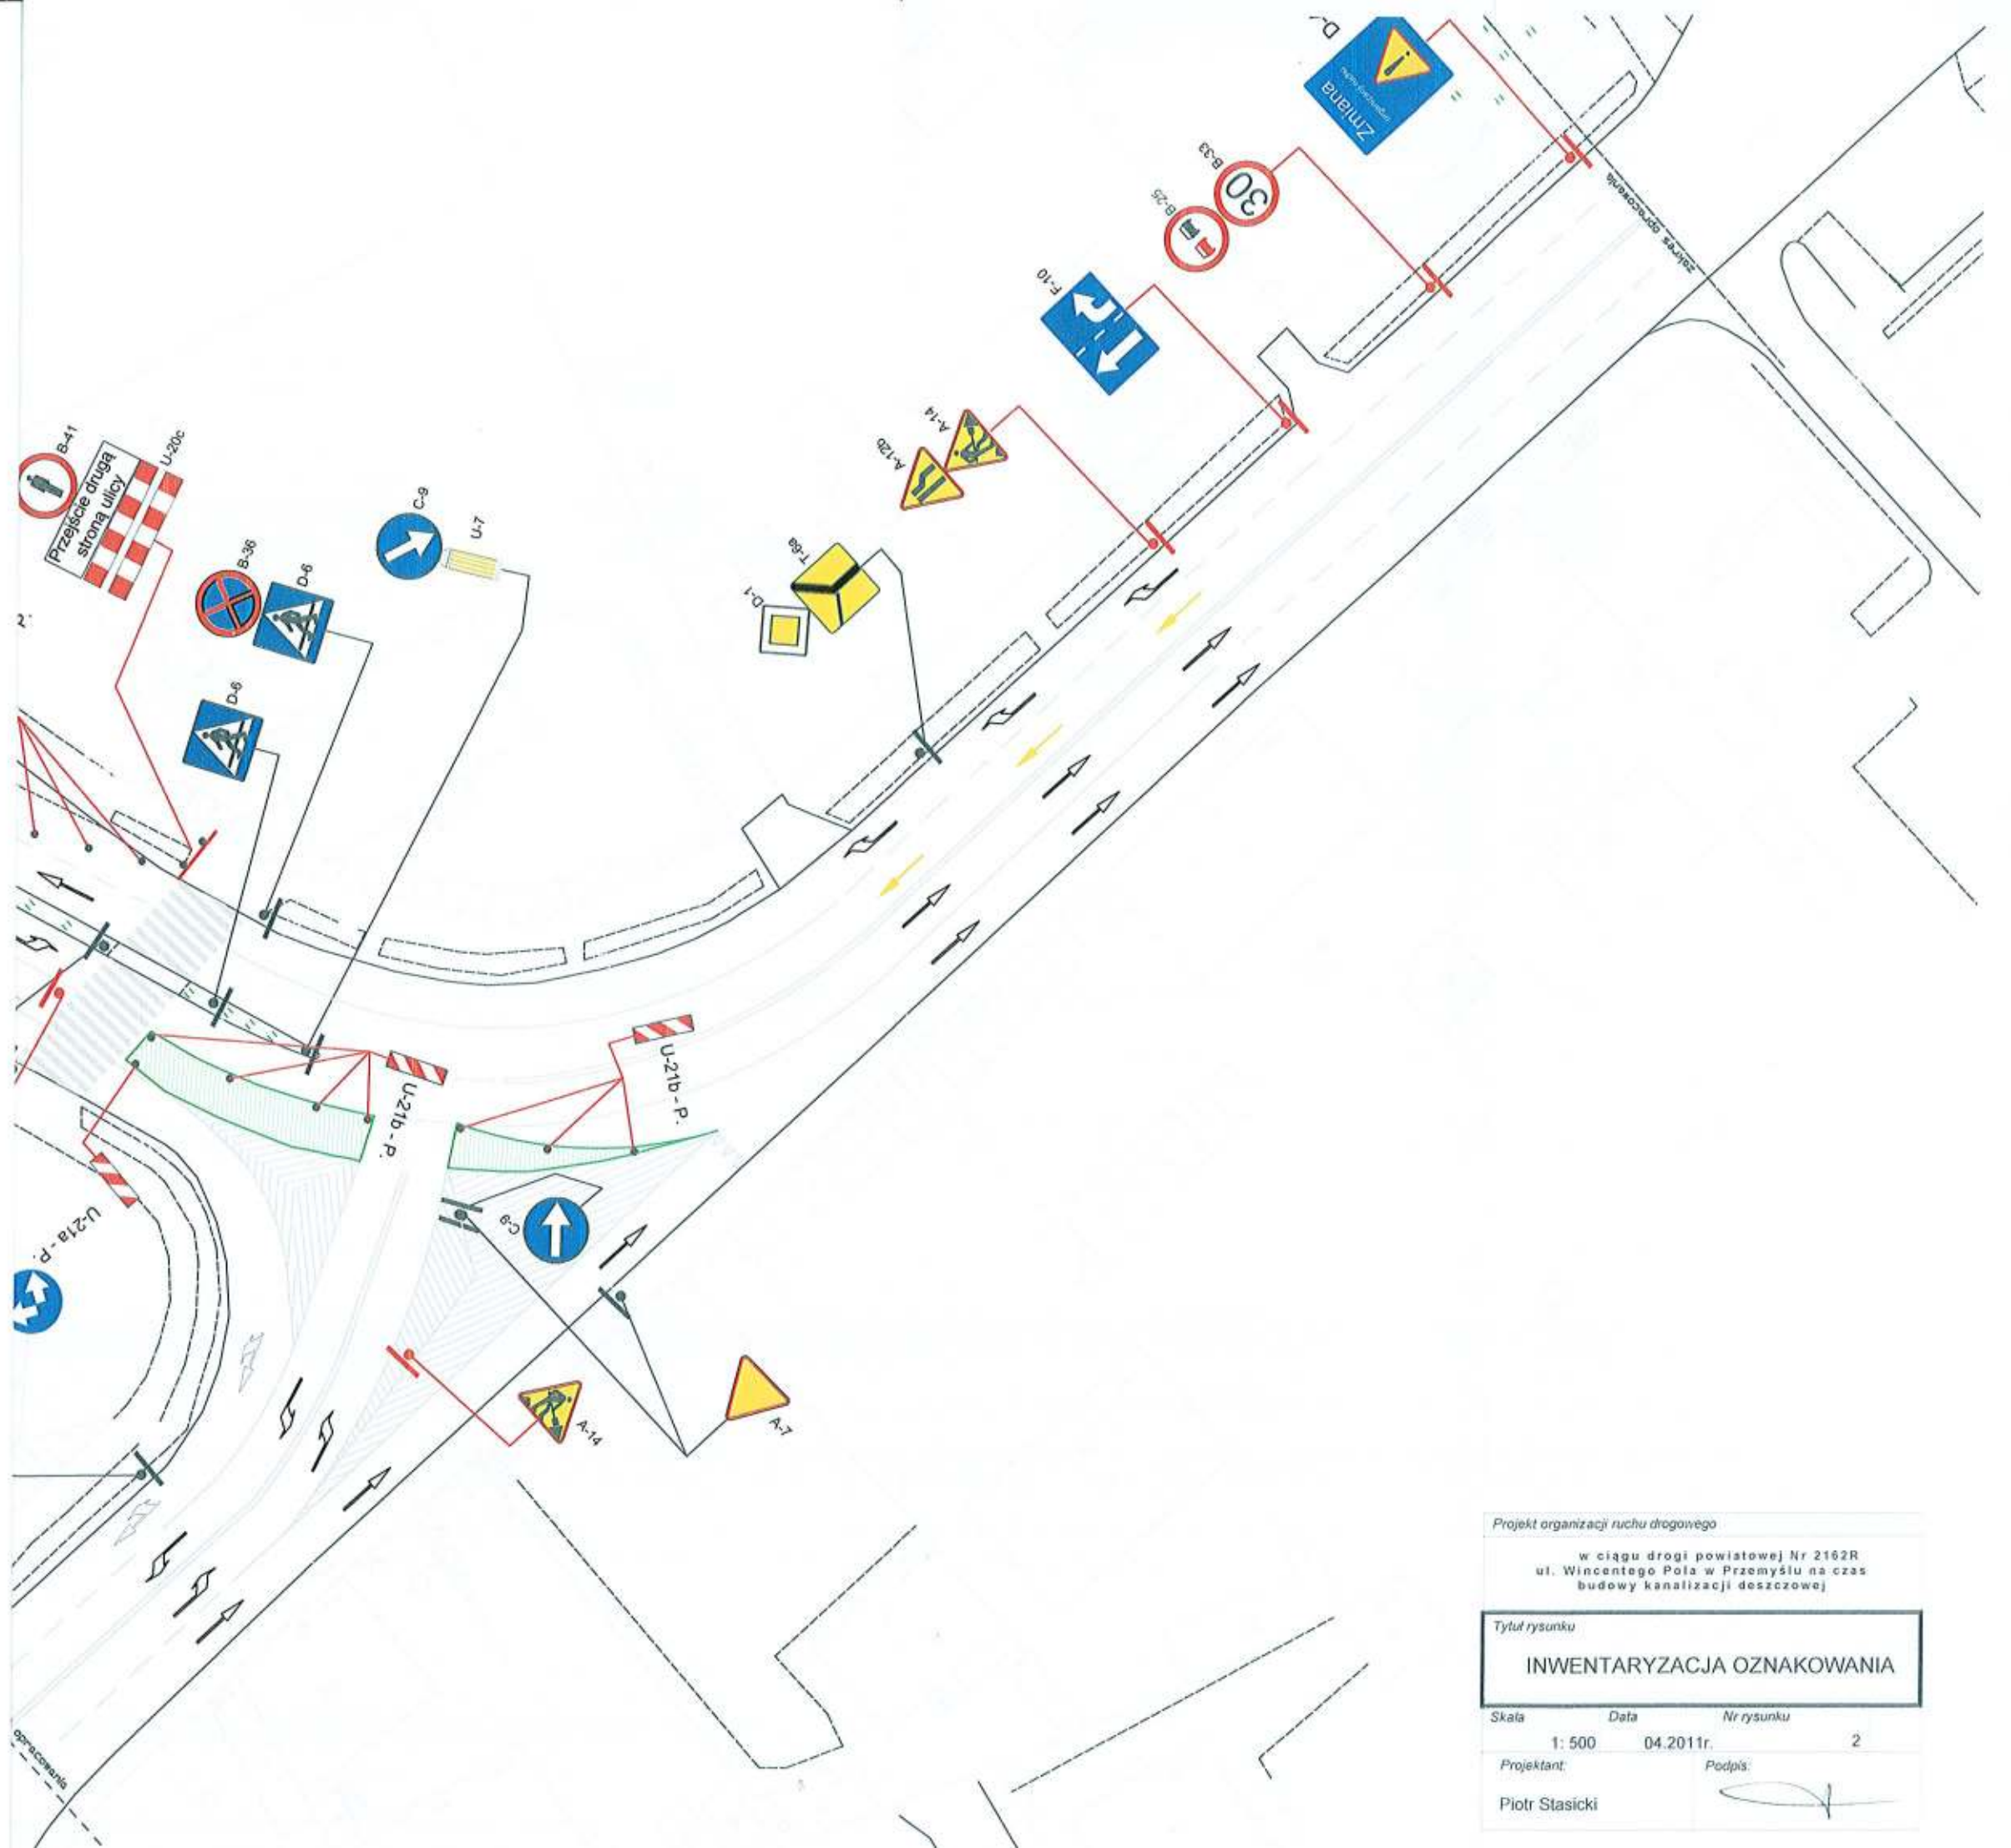 D-
Zmiana
organizacji ruchu
B-33
30
B-25
zakres opracowania
F-10
A-14
A-12b
B-41
U-20c
Przejście drugą
stroną ulicy
C-9
U-7
B-36
D-6
T-6a
D-1
2
D-6
U-21b - P.
U-21b - P.
U-21a - P.
C-9
A-14
A-7
opracowania
Projekt organizacji ruchu drogowego
w ciągu drogi powiatowej Nr 2162R
ul. Wincentego Pola w Przemyślu na czas
budowy kanalizacji deszczowej
Tytuł rysunku
INWENTARYZACJA OZNAKOWANIA
Skala Data Nr rysunku
1: 500 04.2011r. 2
Projektant: Podpis:
Piotr Stasicki